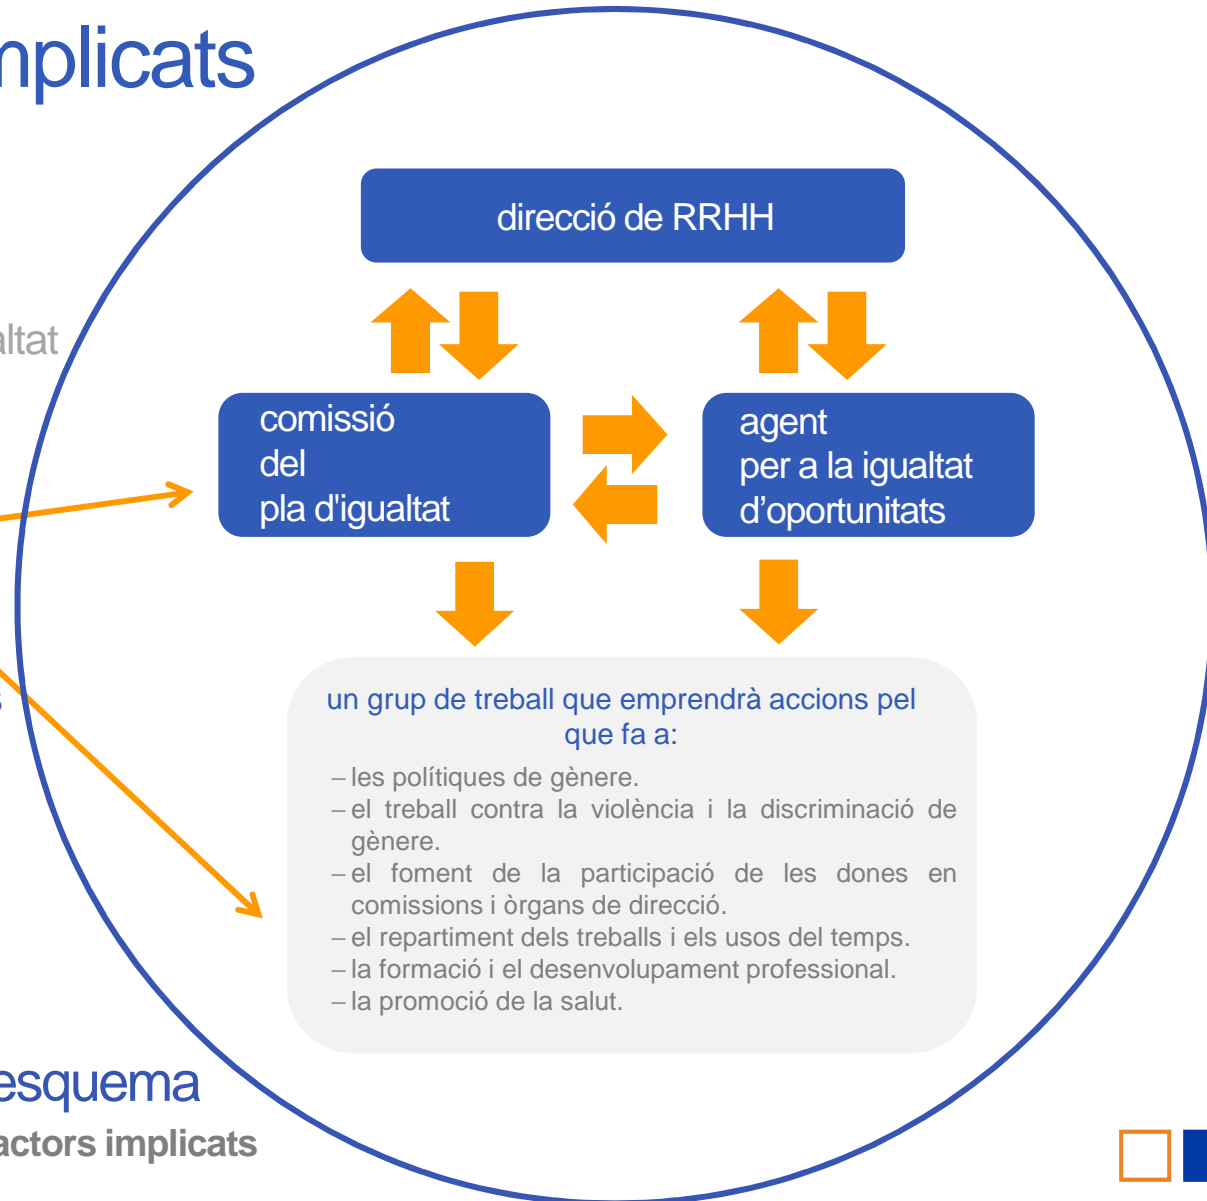 mplicats
direcció de RRHH
altat
comissió
del
pla d'igualtat
agent
per a la igualtat
d’oportunitats
s
un grup de treball que emprendrà accions pel
que fa a:
– les polítiques de gènere.
– el treball contra la violència i la discriminació de
gènere.
– el foment de la participació de les dones en
comissions i òrgans de direcció.
– el repartiment dels treballs i els usos del temps.
– la formació i el desenvolupament professional.
– la promoció de la salut.
esquema
actors implicats